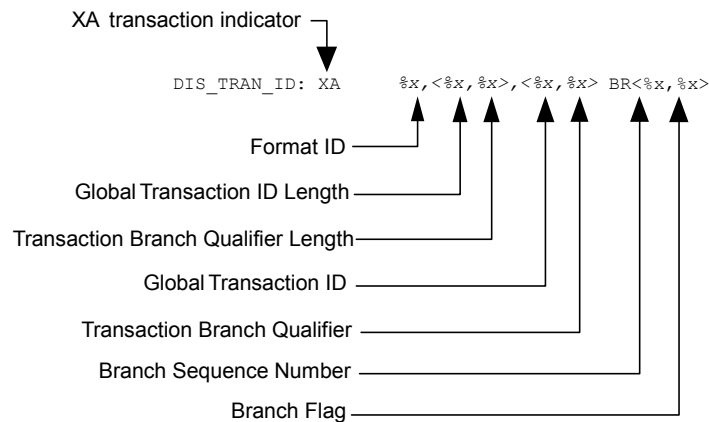 XA transaction indicator
DIS_TRAN_ID: XA %x,<%x,%x>,<%x,%x> BR<%x,%x>
Format ID
Global Transaction ID Length
Transaction Branch Qualifier Length
Global Transaction ID
Transaction Branch Qualifier
Branch Sequence Number
Branch Flag